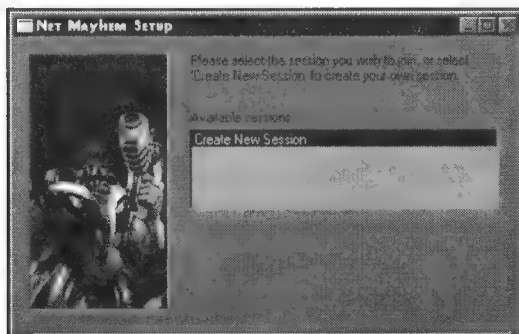 Net Mayhem Setup
Please select the session you wish to join, or select
'Create New Session' to create your own session.
Available sessions
Create New Session